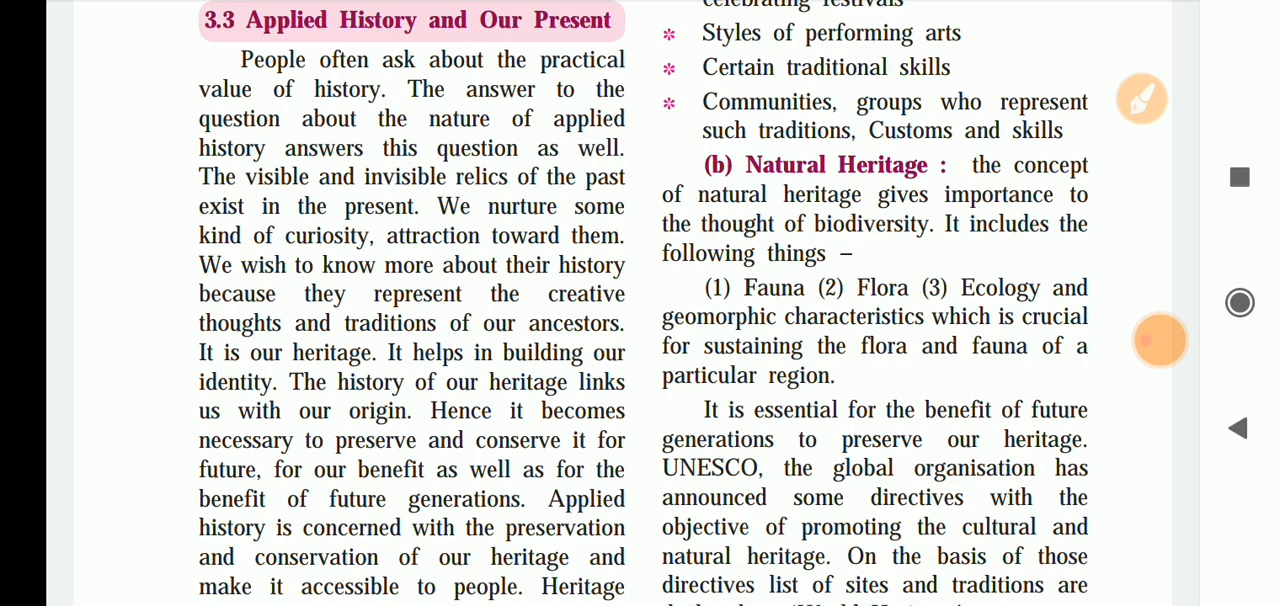 3.3 Applied History and Our Present
People often ask about the practical
value of history. The answer to the
question about the nature of applied
history answers this question as well.
The visible and invisible relics of the past
exist in the present. We nurture some
kind of curiosity, attraction toward them.
We wish to know more about their history
because they represent the creative
thoughts and traditions of our ancestors.
It is our heritage. It helps in building our
identity. The history of our heritage links
us with our origin. Hence it becomes
necessary to preserve and conserve it for
future, for our benefit as well as for the
benefit of future generations. Applied
history is concerned with the preservation
and conservation of our heritage and
make it accessible to people. Heritage
celebrating festivals
* Styles of performing arts
* Certain traditional skills
* Communities, groups who represent
such traditions, Customs and skills
(b) Natural Heritage : the concept
of natural heritage gives importance to
the thought of biodiversity. It includes the
following things –
(1) Fauna (2) Flora (3) Ecology and
geomorphic characteristics which is crucial
for sustaining the flora and fauna of a
particular region.
It is essential for the benefit of future
generations to preserve our heritage.
UNESCO, the global organisation has
announced some directives with the
objective of promoting the cultural and
natural heritage. On the basis of those
directives list of sites and traditions are